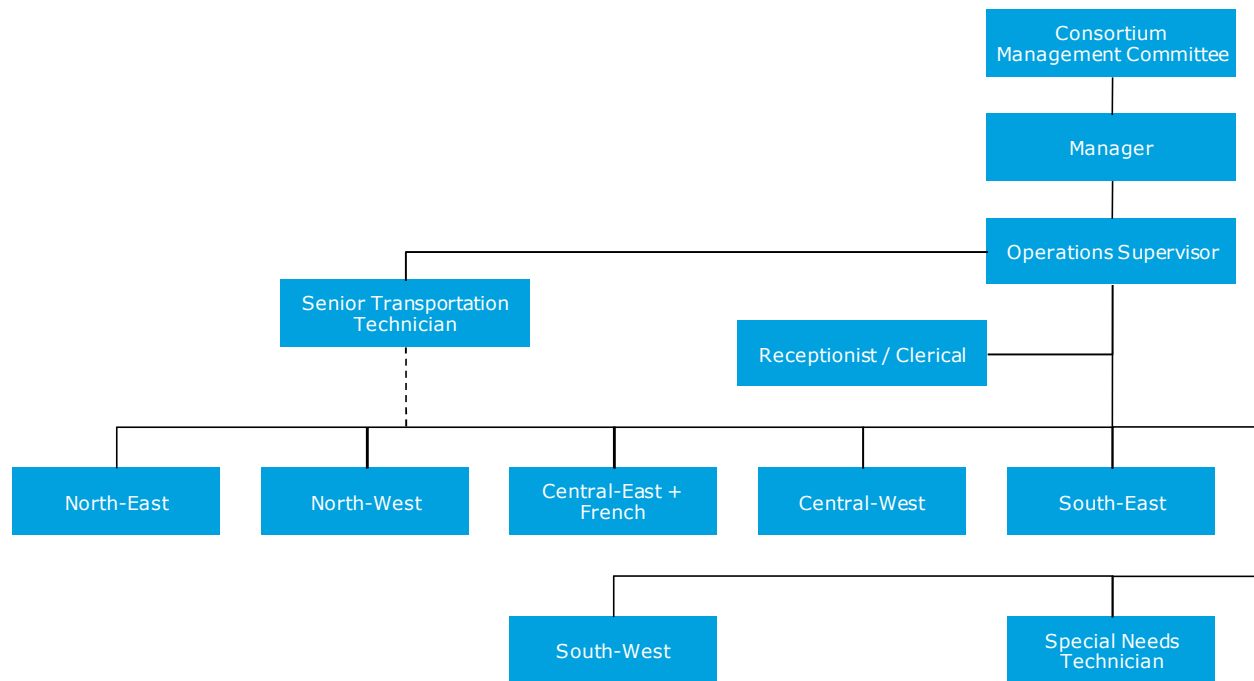 Consortium
Management Committee
Manager
Operations Supervisor
Senior Transportation
Technician
Receptionist / Clerical
North-East
North-West
Central-East +
French
Central-West
South-East
South-West
Special Needs
Technician